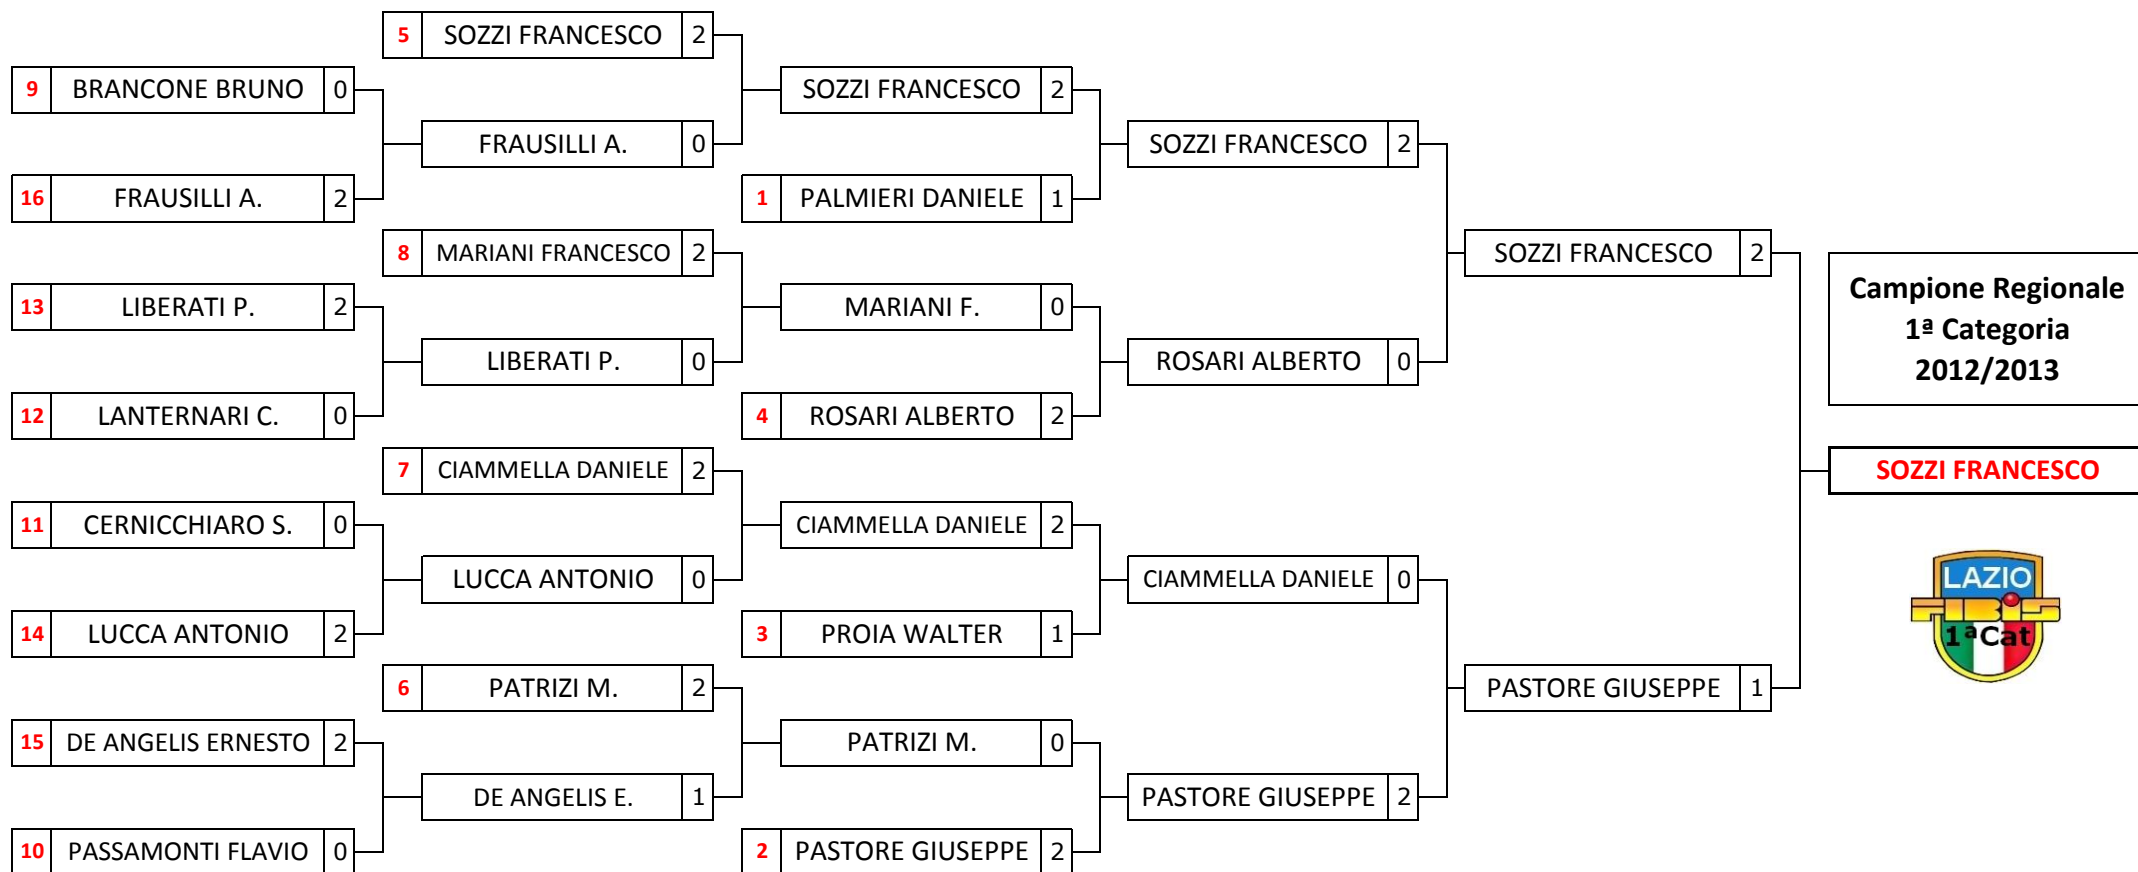 5 SOZZI FRANCESCO 2
9 BRANCONE BRUNO 0
SOZZI FRANCESCO 2
FRAUSILLI A. 0
SOZZI FRANCESCO 2
16 FRAUSILLI A. 2
1 PALMIERI DANIELE 1
8 MARIANI FRANCESCO 2
SOZZI FRANCESCO 2
13 LIBERATI P. 2
MARIANI F. 0
LIBERATI P. 0
ROSARI ALBERTO 0
12 LANTERNARI C. 0
4 ROSARI ALBERTO 2
Campione Regionale
1ª Categoria
2012/2013
7 CIAMMELLA DANIELE 2
SOZZI FRANCESCO
11 CERNICCHIARO S. 0
CIAMMELLA DANIELE 2
LUCCA ANTONIO 0
CIAMMELLA DANIELE 0
14 LUCCA ANTONIO 2
3 PROIA WALTER 1
LAZIO
FIBIS
1ªCat
6 PATRIZI M. 2
PASTORE GIUSEPPE 1
15 DE ANGELIS ERNESTO 2
PATRIZI M. 0
DE ANGELIS E. 1
PASTORE GIUSEPPE 2
10 PASSAMONTI FLAVIO 0
2 PASTORE GIUSEPPE 2